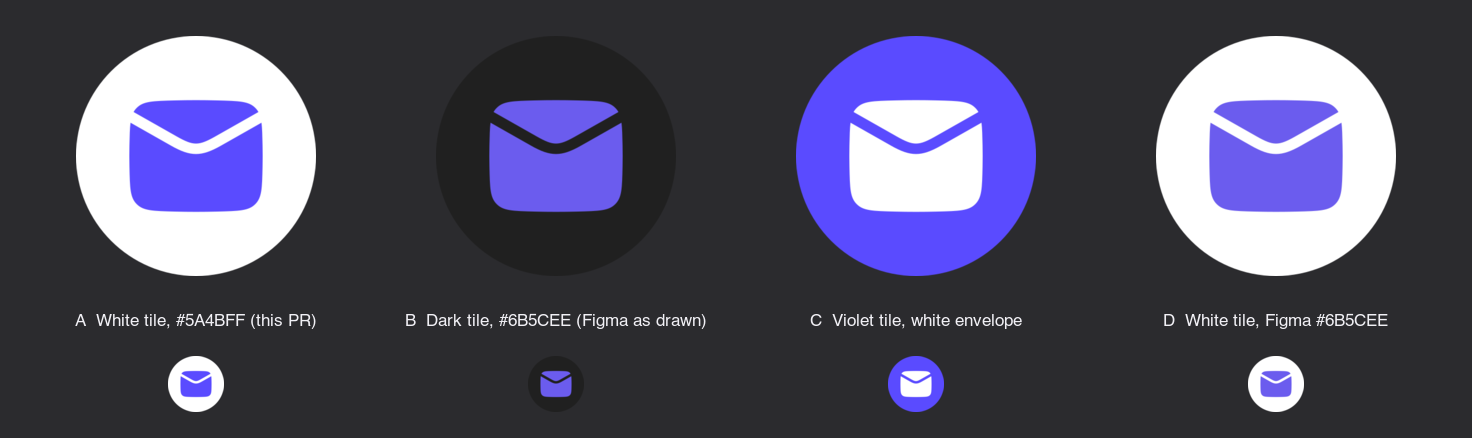 A  White tile, #5A4BFF (this PR)
B  Dark tile, #6B5CEE (Figma as drawn)
C  Violet tile, white envelope
D  White tile, Figma #6B5CEE